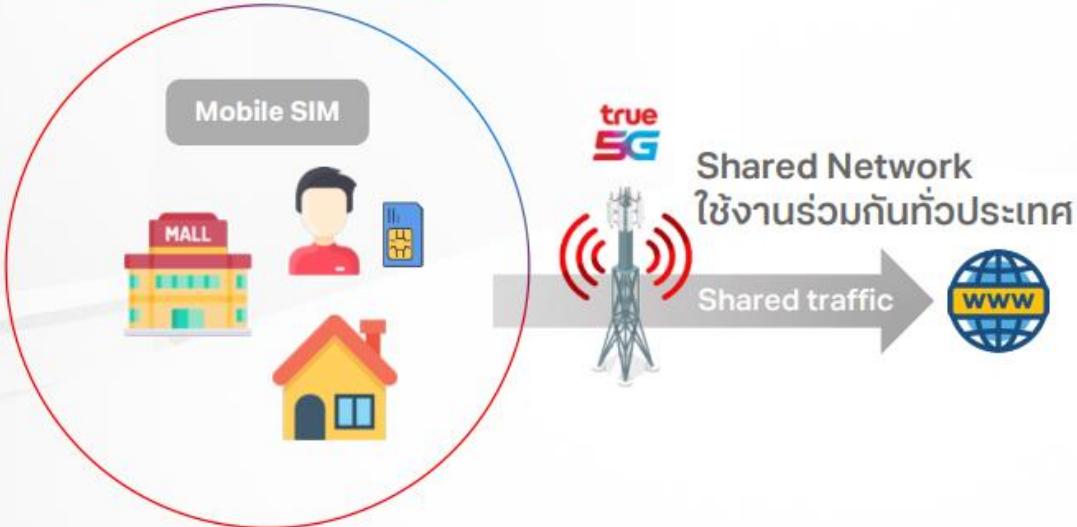 Mobile SIM
MALL
true
5G
Shared Network
ใช้งานร่วมกันทั่วประเทศ
Shared traffic
www